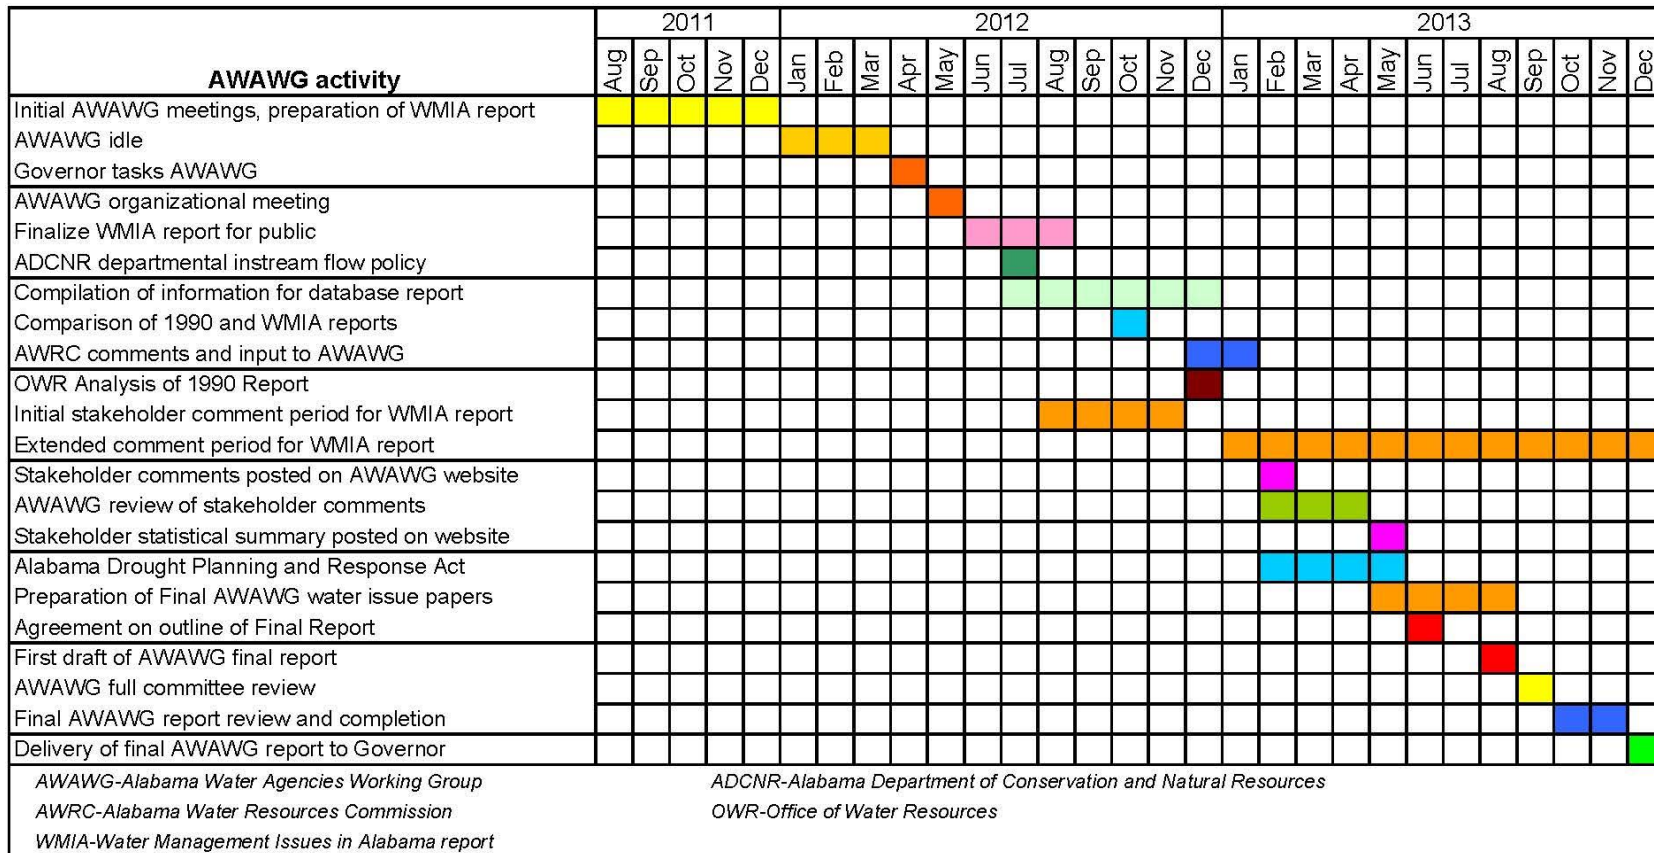 2011 2012 2013
AWAWG activity Aug Sep Oct Nov Dec Jan Feb Mar Apr May Jun Jul Aug Sep Oct Nov Dec Jan Feb Mar Apr May Jun Jul Aug Sep Oct Nov Dec
Initial AWAWG meetings, preparation of WMIA report
AWAWG idle
Governor tasks AWAWG
AWAWG organizational meeting
Finalize WMIA report for public
ADCNR departmental instream flow policy
Compilation of information for database report
Comparison of 1990 and WMIA reports
AWRC comments and input to AWAWG
OWR Analysis of 1990 Report
Initial stakeholder comment period for WMIA report
Extended comment period for WMIA report
Stakeholder comments posted on AWAWG website
AWAWG review of stakeholder comments
Stakeholder statistical summary posted on website
Alabama Drought Planning and Response Act
Preparation of Final AWAWG water issue papers
Agreement on outline of Final Report
First draft of AWAWG final report
AWAWG full committee review
Final AWAWG report review and completion
Delivery of final AWAWG report to Governor
AWAWG-Alabama Water Agencies Working Group ADCNR-Alabama Department of Conservation and Natural Resources
AWRC-Alabama Water Resources Commission OWR-Office of Water Resources
WMIA-Water Management Issues in Alabama report